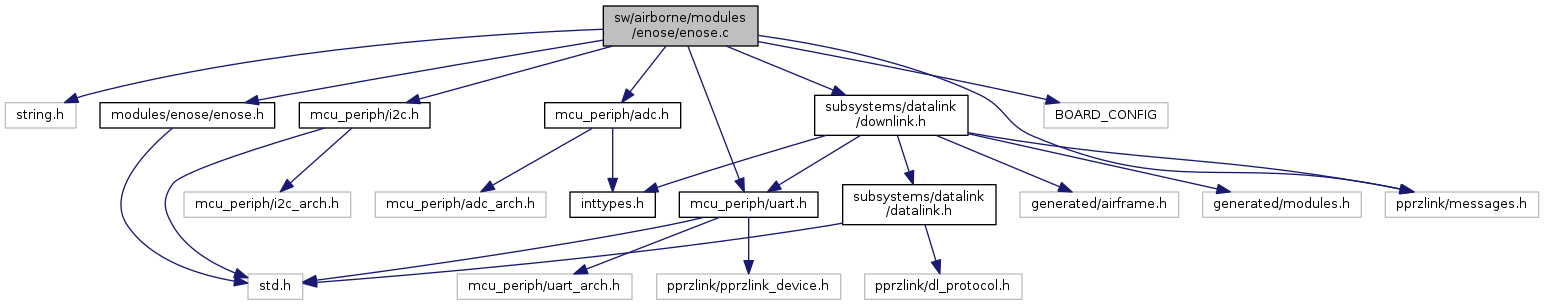 sw/airborne/modules
/enose/enose.c
string.h
modules/enose/enose.h
mcu_periph/i2c.h
mcu_periph/adc.h
subsystems/datalink
/downlink.h
BOARD_CONFIG
mcu_periph/i2c_arch.h
mcu_periph/adc_arch.h
inttypes.h
mcu_periph/uart.h
subsystems/datalink
/datalink.h
generated/airframe.h
generated/modules.h
pprzlink/messages.h
std.h
mcu_periph/uart_arch.h
pprzlink/pprzlink_device.h
pprzlink/dl_protocol.h